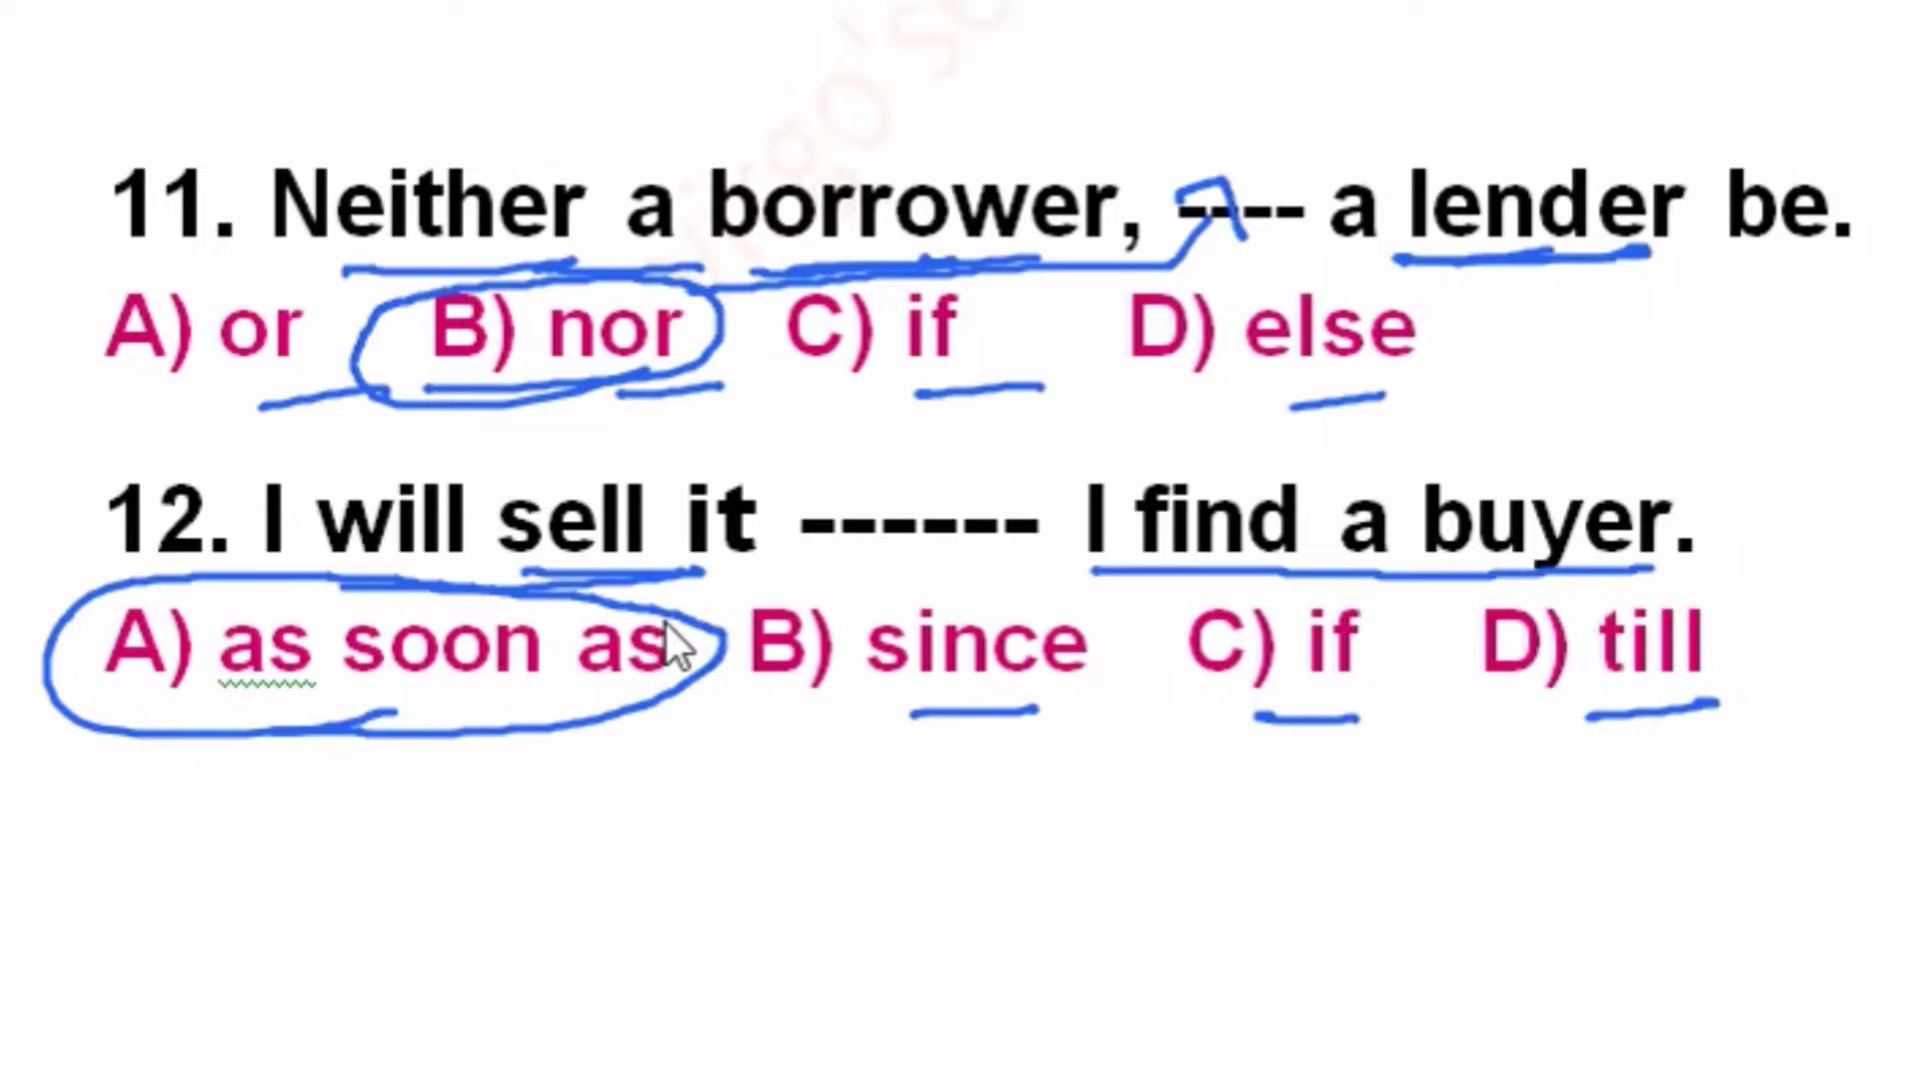 11. Neither a borrower, ---- a lender be.
A) or B) nor C) if D) else
12. I will sell it ------ I find a buyer.
A) as soon as B) since C) if D) till